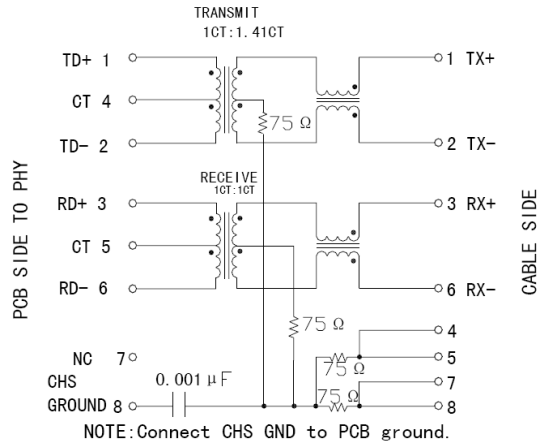 TRANSMIT
1CT:1.41CT
TD+ 1
1 TX+
CT 4
75 Ω
TD- 2
2 TX-
RECEIVE
1CT:1CT
RD+ 3
3 RX+
CT 5
RD- 6
6 RX-
PCB SIDE TO PHY
CABLE SIDE
75 Ω
4
NC 7
5
75 Ω
CHS
7
0.001 μF
75 Ω
GROUND 8
8
NOTE:Connect CHS GND to PCB ground.